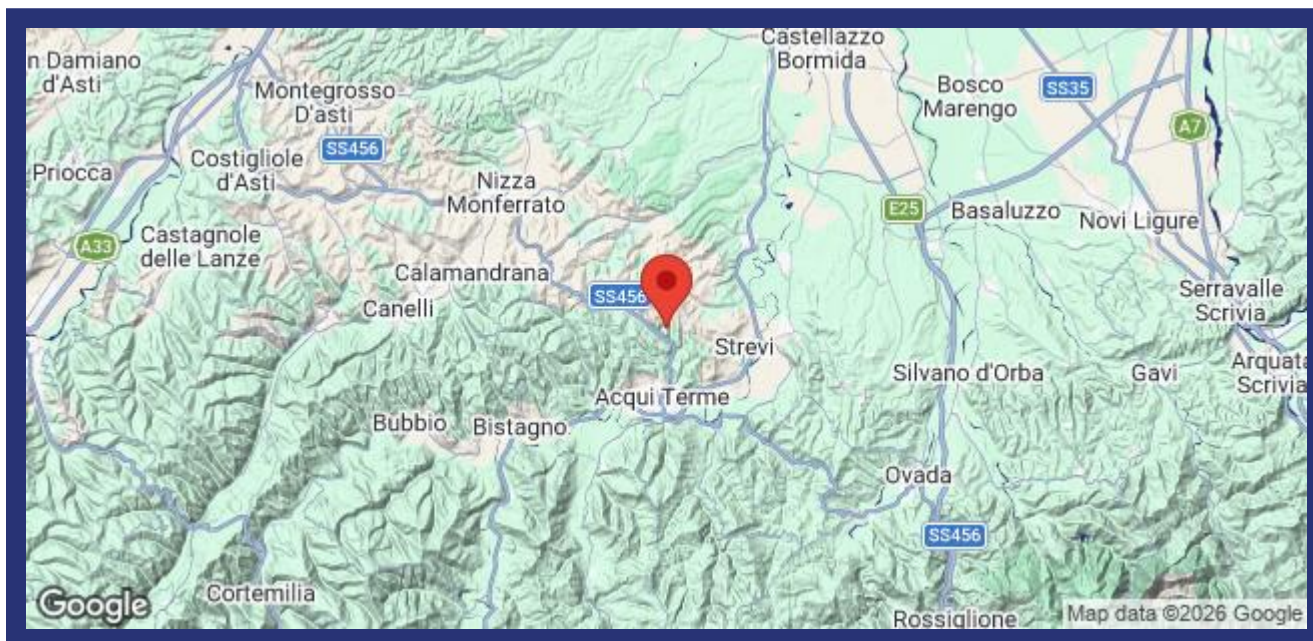 n Damiano
d'Asti
Castellazzo
Bormida
Montegrosso
D'asti
Bosco
Marengo
SS35
A7
SS456
Priocca
Costigliole
d'Asti
Nizza
Monferrato
E25
Basaluzzo
Novi Ligure
A33
Castagnole
delle Lanze
Calamandrana
SS456
Canelli
Serravalle
Scrivia
Strevi
Silvano d'Orba
Gavi
Arquata
Scrivia
Acqui Terme
Bubbio
Bistagno
Ovada
SS456
Cortemilia
Rossiglione
Google
Map data ©2026 Google